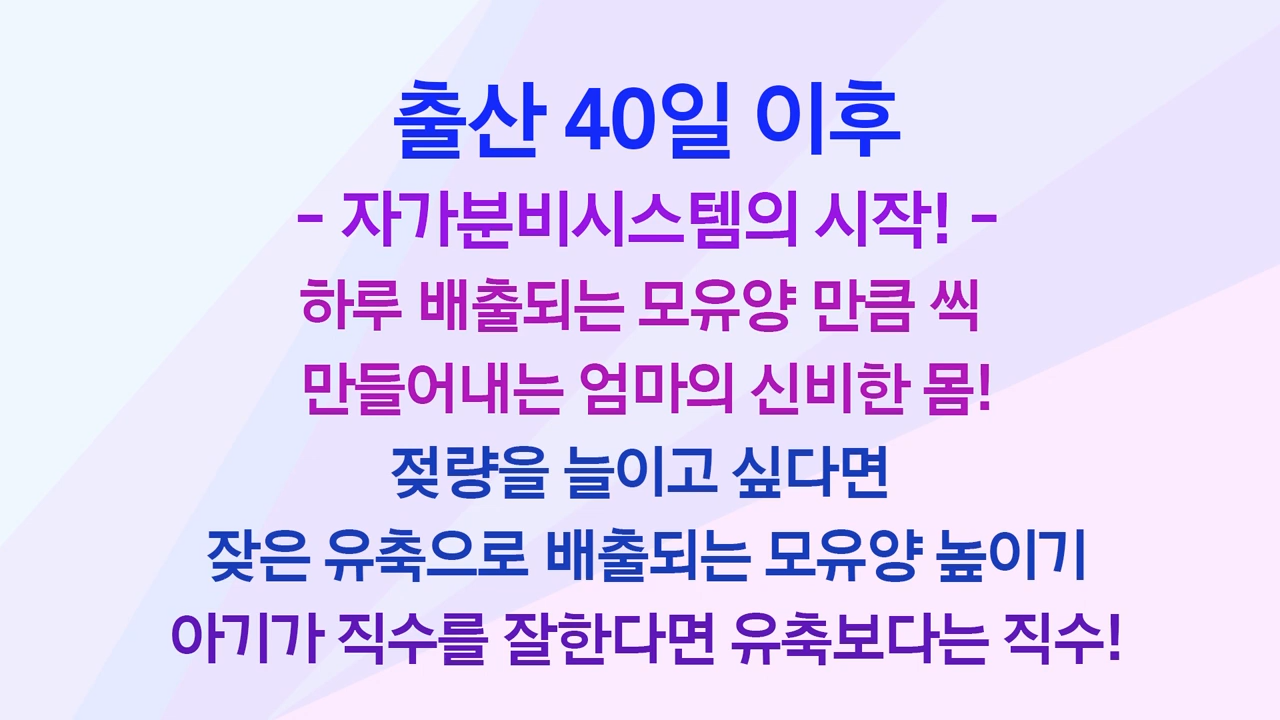 출산 40일 이후
- 자가분비시스템의 시작! -
하루 배출되는 모유양 만큼 씩
만들어내는 엄마의 신비한 몸!
젖량을 늘이고 싶다면
잦은 유축으로 배출되는 모유양 높이기
아기가 직수를 잘한다면 유축보다는 직수!